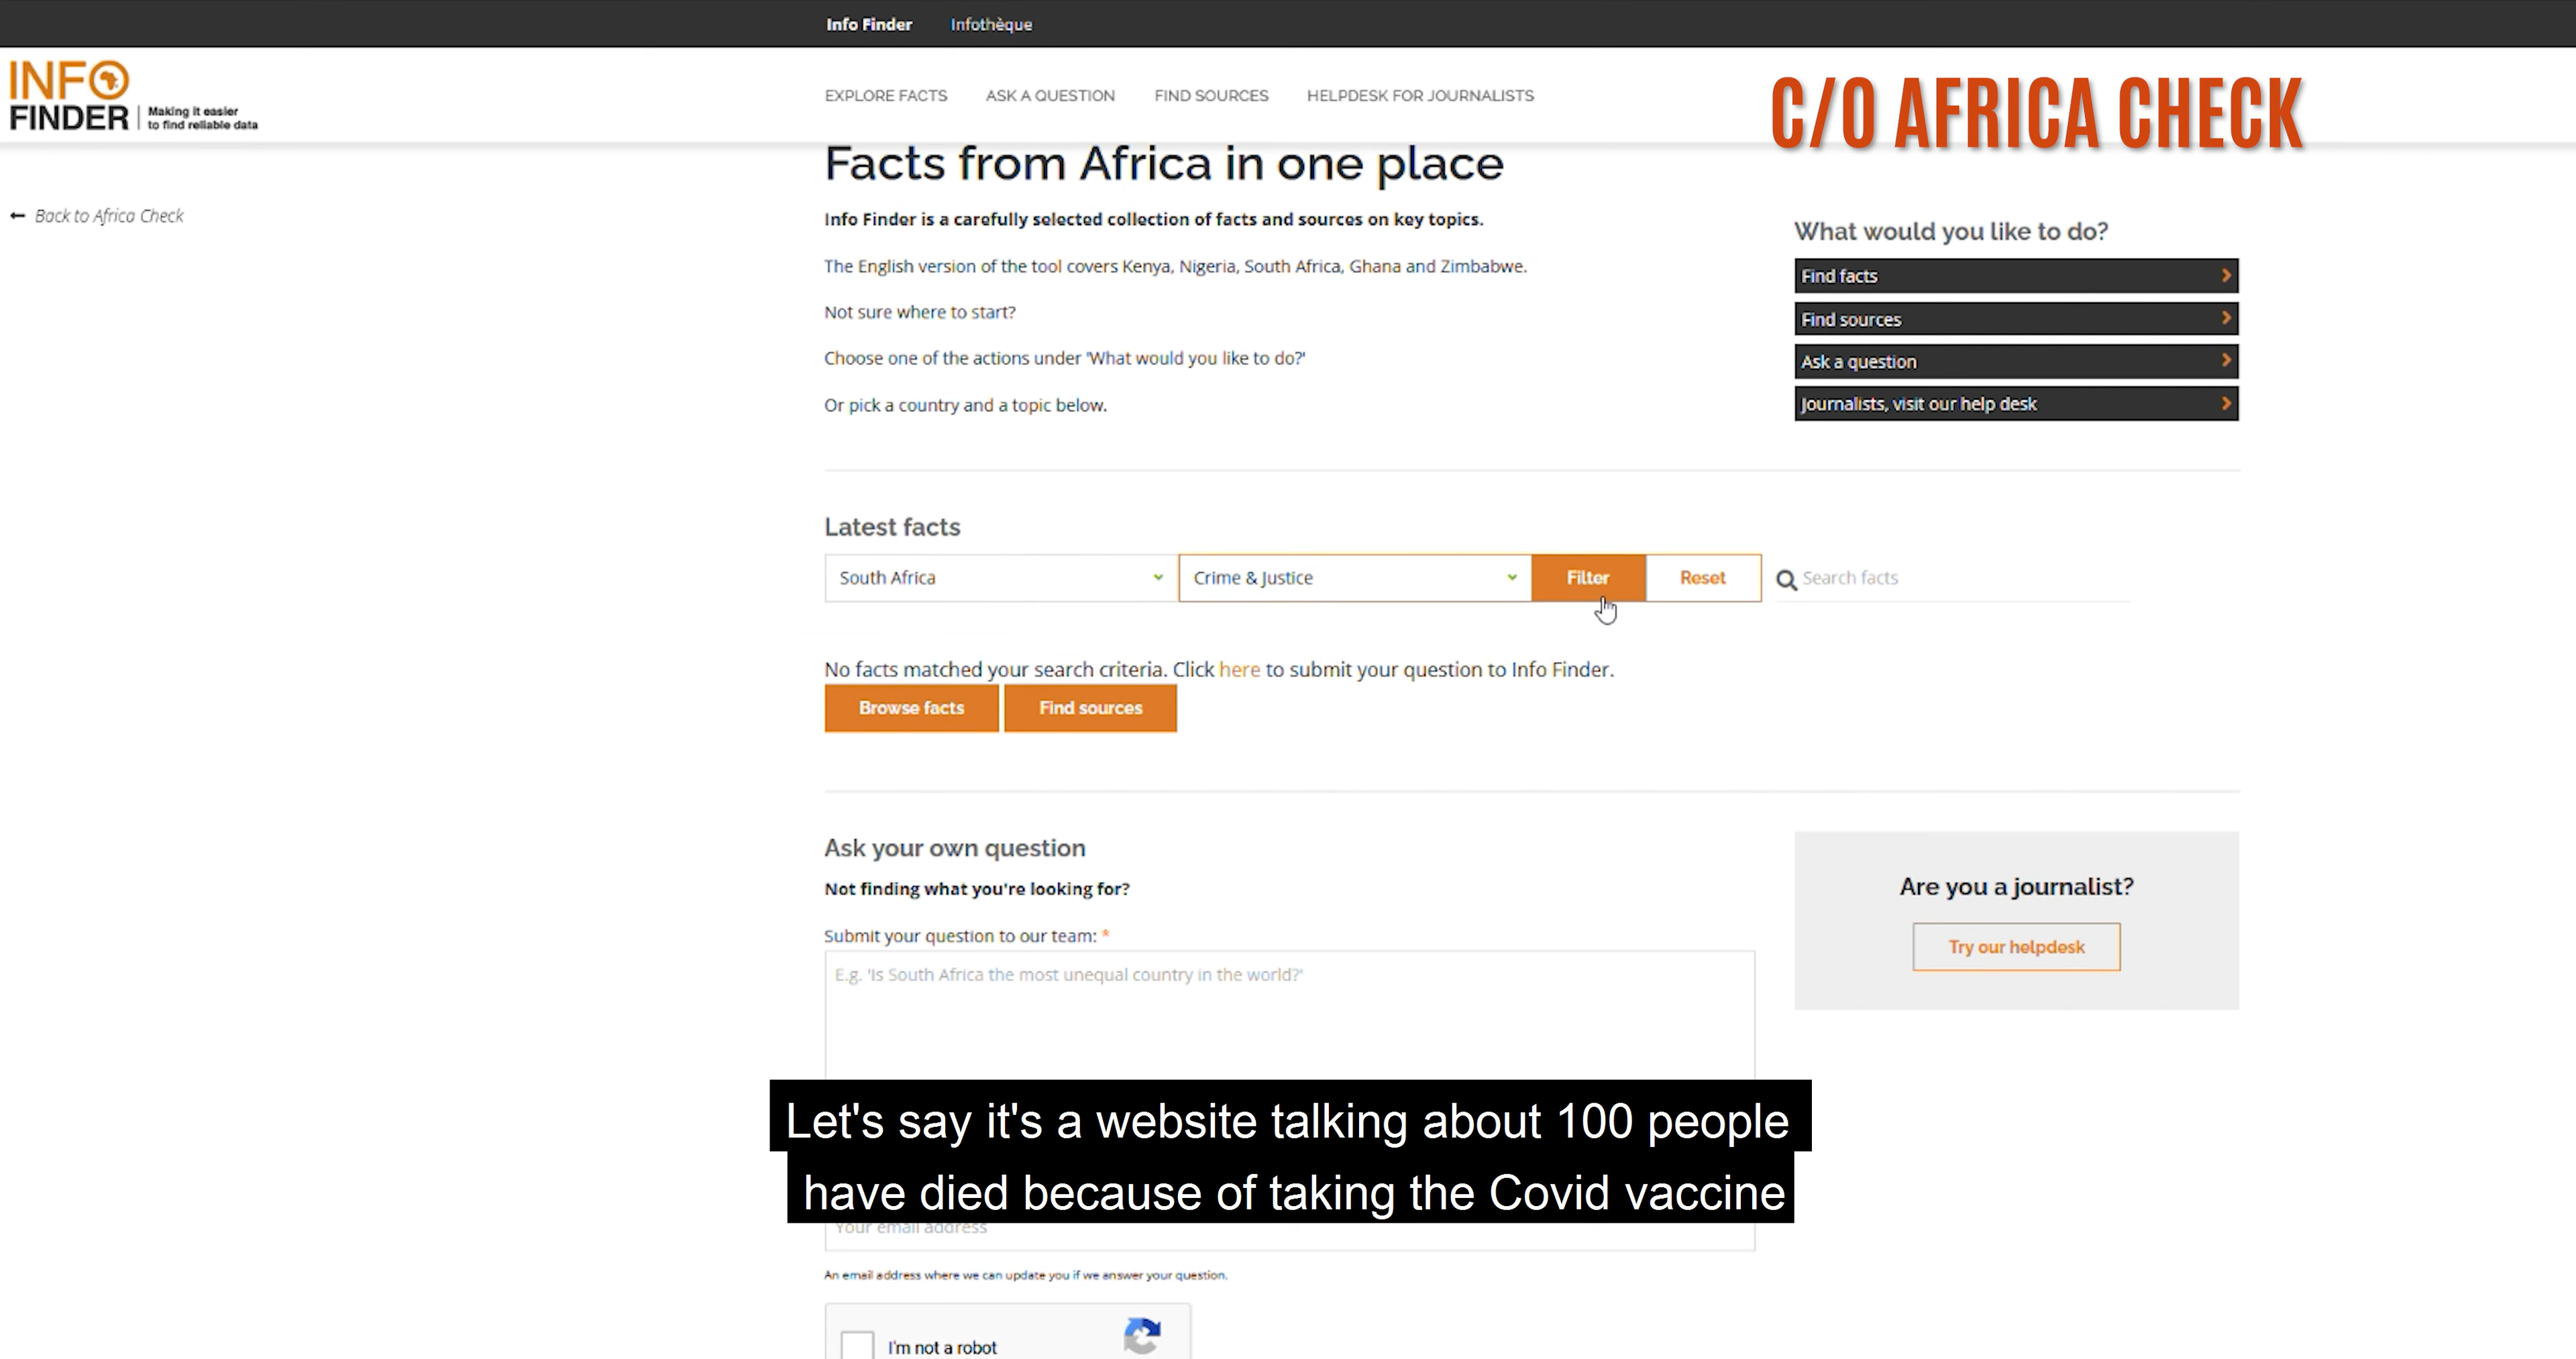 Info Finder
Infothèque
INFO
FINDER
Making it easier
to find reliable data
EXPLORE FACTS
ASK A QUESTION
FIND SOURCES
HELPDESK FOR JOURNALISTS
C/O AFRICA CHECK
Facts from Africa in one place
Back to Africa Check
Info Finder is a carefully selected collection of facts and sources on key topics.
The English version of the tool covers Kenya, Nigeria, South Africa, Ghana and Zimbabwe.
Not sure where to start?
Choose one of the actions under 'What would you like to do?'
Or pick a country and a topic below.
What would you like to do?
Find facts
Find sources
Ask a question
Journalists, visit our help desk
Latest facts
South Africa
Crime & Justice
Filter
Reset
Search facts
No facts matched your search criteria. Click here to submit your question to Info Finder.
Browse facts
Find sources
Ask your own question
Not finding what you're looking for?
Submit your question to our team: *
E.g. 'Is South Africa the most unequal country in the world?'
Are you a journalist?
Try our helpdesk
Let's say it's a website talking about 100 people
have died because of taking the Covid vaccine
Your email address
An email address where we can update you if we answer your question.
I'm not a robot